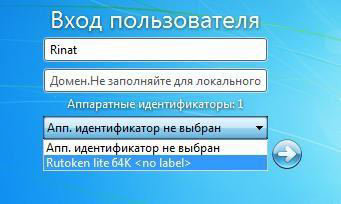 Вход пользователя
Rinat
Домен.Не заполняйте для локального
Аппаратные идентификаторы: 1
Апп. идентификатор не выбран
Апп. идентификатор не выбран
Rutoken lite 64K <no label>